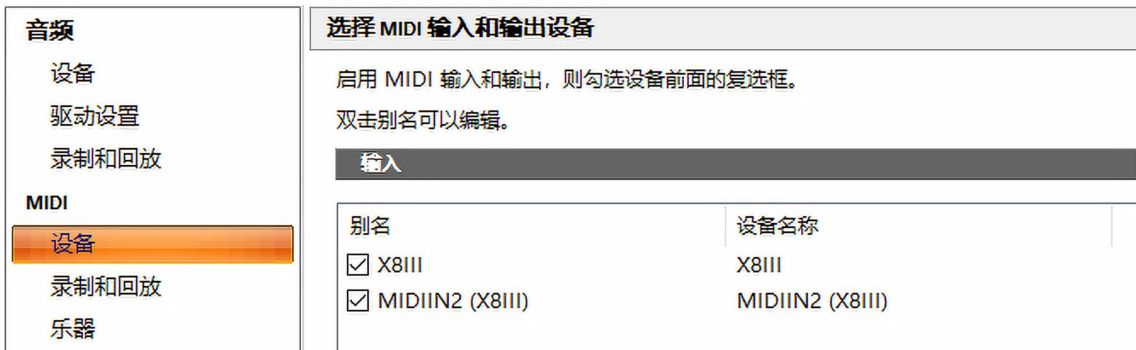 音频
设备
驱动设置
录制和回放
MIDI
设备
录制和回放
乐器
选择 MIDI 输入和输出设备
启用 MIDI 输入和输出，则勾选设备前面的复选框。
双击别名可以编辑。
输入
别名 设备名称
X8III X8III
MIDIIN2 (X8III) MIDIIN2 (X8III)